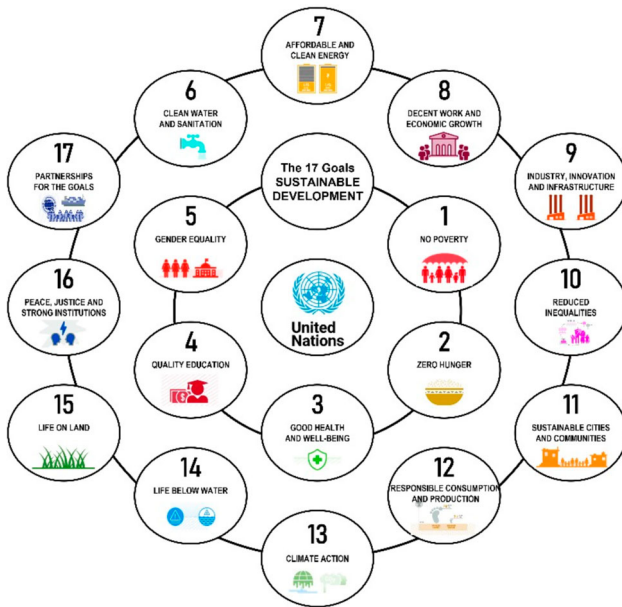 The 17 Goals
SUSTAINABLE
DEVELOPMENT
United
Nations
1
NO POVERTY
2
ZERO HUNGER
3
GOOD HEALTH
AND WELL-BEING
4
QUALITY EDUCATION
5
GENDER EQUALITY
6
CLEAN WATER
AND SANITATION
7
AFFORDABLE AND
CLEAN ENERGY
8
DECENT WORK AND
ECONOMIC GROWTH
9
INDUSTRY, INNOVATION
AND INFRASTRUCTURE
10
REDUCED
INEQUALITIES
11
SUSTAINABLE CITIES
AND COMMUNITIES
12
RESPONSIBLE CONSUMPTION
AND PRODUCTION
13
CLIMATE ACTION
14
LIFE BELOW WATER
15
LIFE ON LAND
16
PEACE, JUSTICE AND
STRONG INSTITUTIONS
17
PARTNERSHIPS
FOR THE GOALS